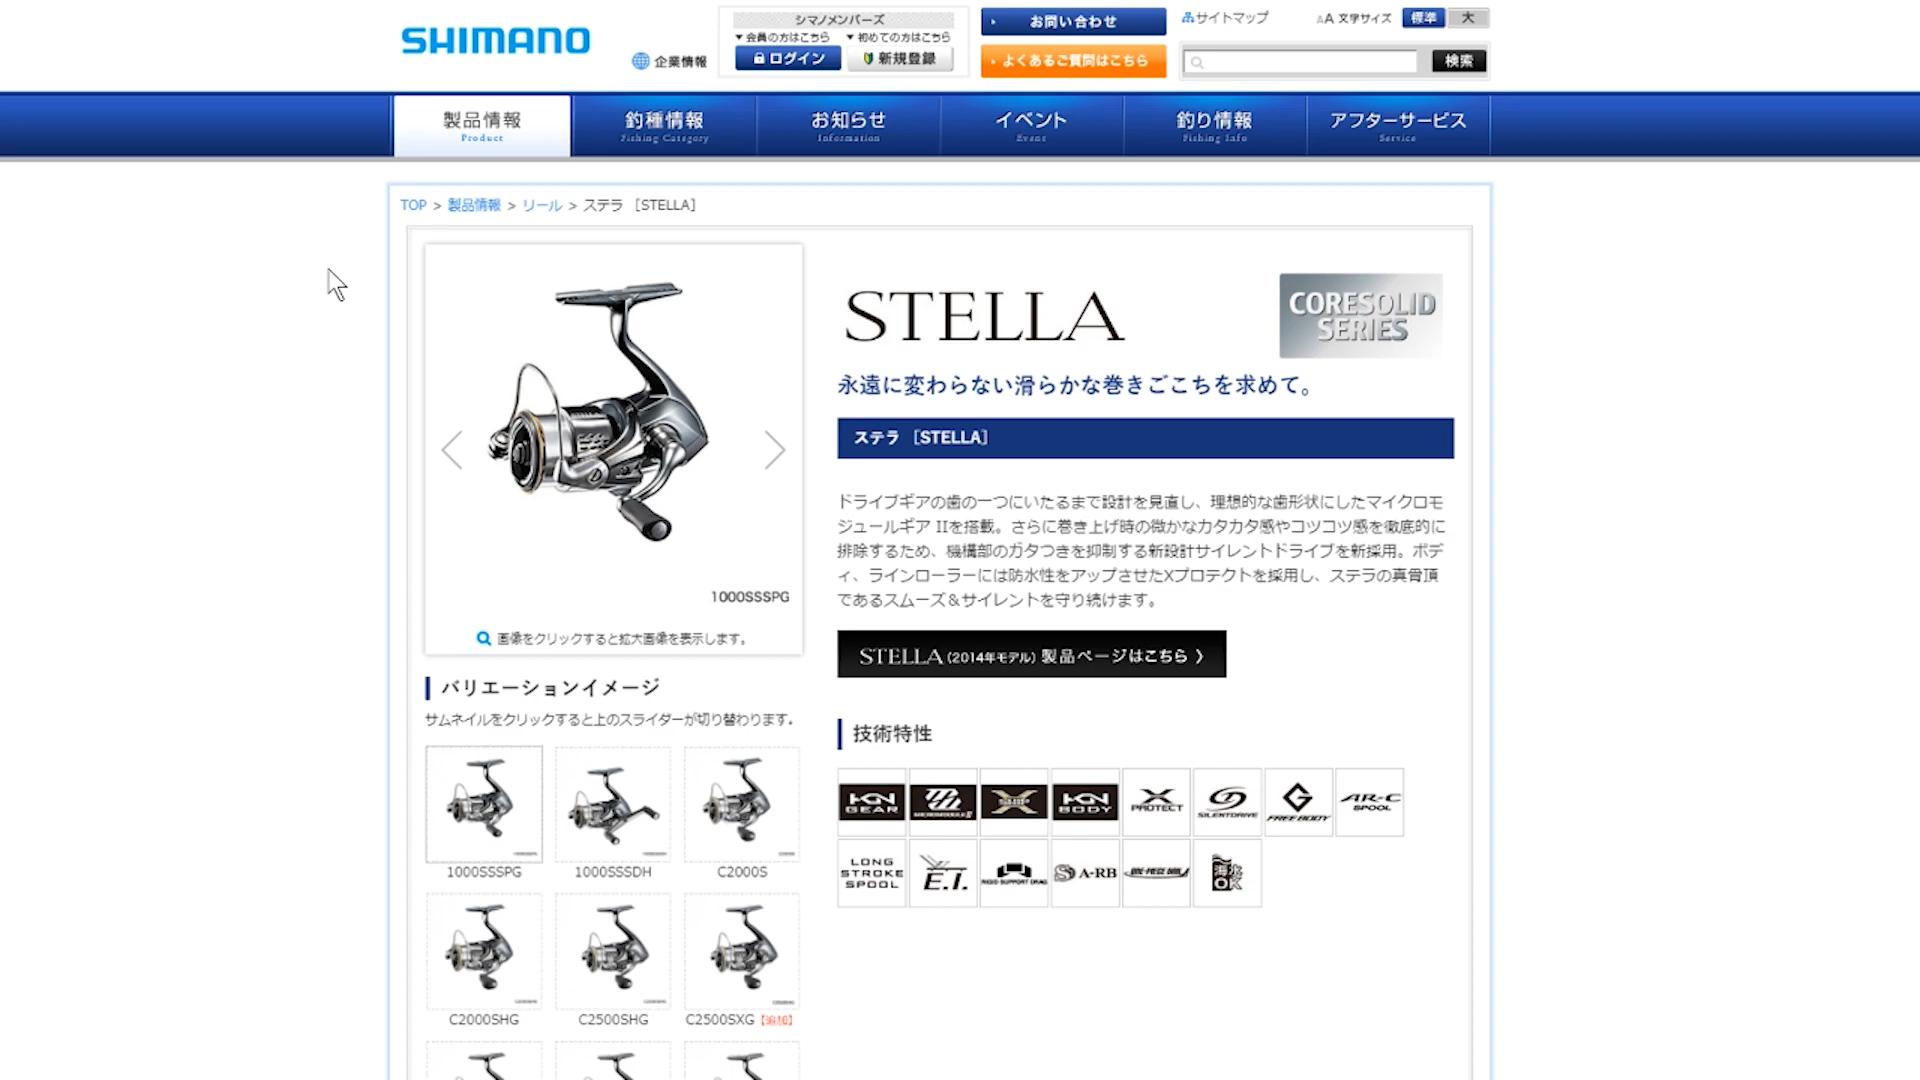 SHIMANO
企業情報
シマノメンバーズ
▼会員の方はこちら ▼初めての方はこちら
ログイン 新規登録
お問い合わせ
よくあるご質問はこちら
サイトマップ
AA 文字サイズ 標準 大
検索
製品情報 釣種情報 お知らせ イベント 釣り情報 アフターサービス
Product Fishing Category Information Event Fishing Info Service
TOP > 製品情報 > リール > ステラ [STELLA]
1000SSSPG
画像をクリックすると拡大画像を表示します。
STELLA
CORESOLID
SERIES
永遠に変わらない滑らかな巻きごこちを求めて。
ステラ [STELLA]
ドライブギアの歯の一つにいたるまで設計を見直し、理想的な歯形状にしたマイクロモ
ジュールギア IIを搭載。さらに巻き上げ時の微かなカタカタ感やコツコツ感を徹底的に
排除するため、機構部のガタつきを抑制する新設計サイレントドライブを新採用。ボデ
ィ、ラインローラーには防水性をアップさせたXプロテクトを採用し、ステラの真骨頂
であるスムーズ&サイレントを守り続けます。
STELLA(2014年モデル) 製品ページはこちら 〉
バリエーションイメージ
サムネイルをクリックすると上のスライダーが切り替わります。
1000SSSPG 1000SSSDH C2000S
C2000SHG C2500SHG C2500SXG【追加】
技術特性
HGN
GEAR
MICROMODULE II
X
SHIP
HGN
BODY
X
PROTECT
SILENTDRIVE
FREE BODY
AR-C
SPOOL
LONG
STROKE
SPOOL
E.I.
RIGID SUPPORT DRAG
S A-RB
ONE-PIECE BAIL
海水
OK